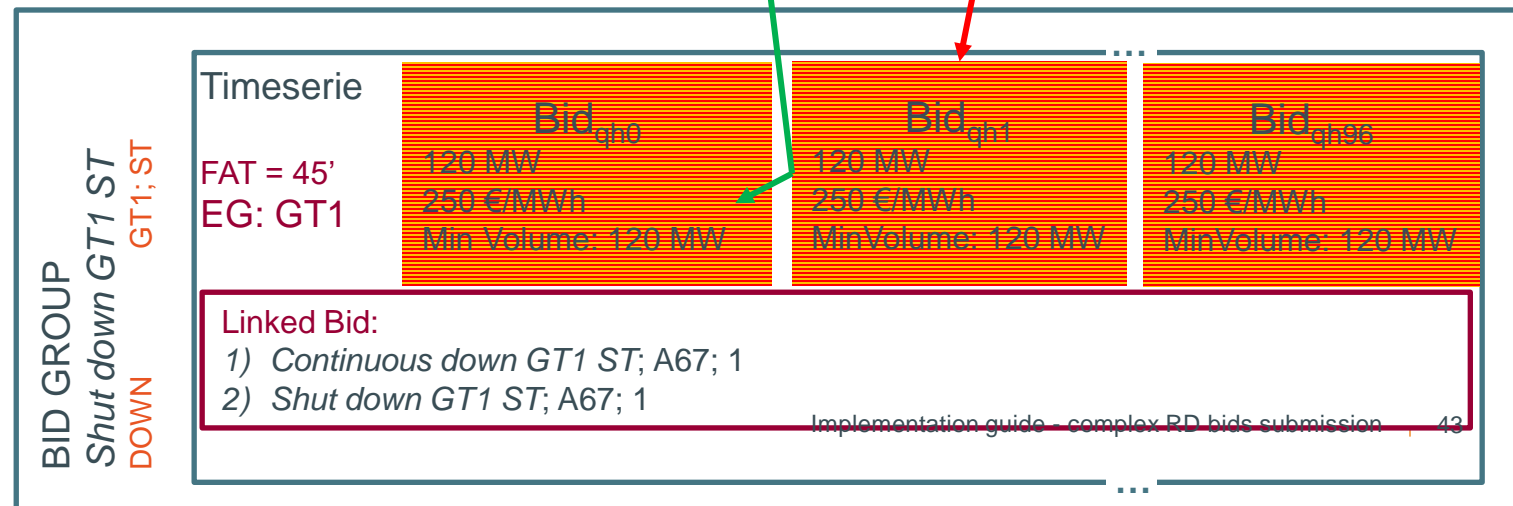 BID GROUP
Shut down GT1 ST
DOWN GT1; ST
Timeserie
FAT = 45’
EG: GT1
...
Bidqh0
120 MW
250 €/MWh
Min Volume: 120 MW
Bidqh1
120 MW
250 €/MWh
MinVolume: 120 MW
Bidqh96
120 MW
250 €/MWh
MinVolume: 120 MW
Linked Bid:
1) Continuous down GT1 ST; A67; 1
2) Shut down GT1 ST; A67; 1
Implementation guide - complex RD bids submission | 43
...